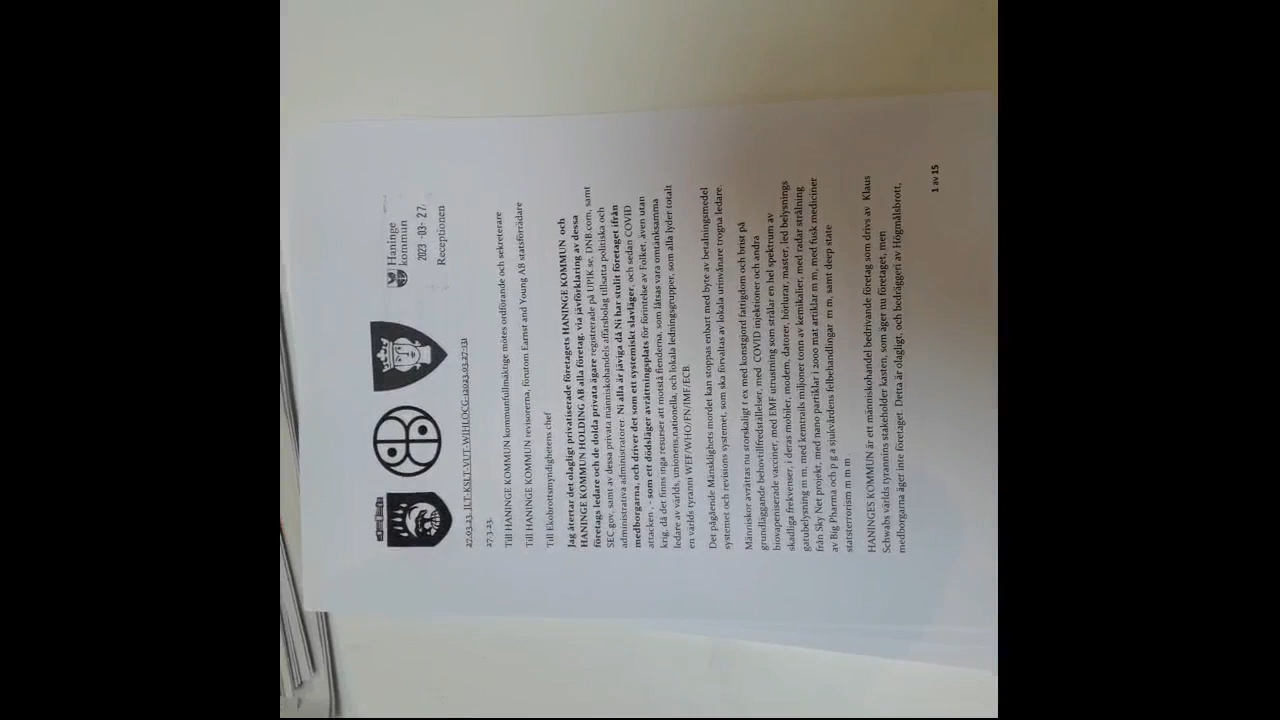 Haninge
kommun
2023 -03- 27
Receptionen
27.03.23 ILT-KSLT-VUT-WIHLOCG-12023.03.27:131
27.3.23.
Till HANINGE KOMMUN kommunfullmäktige mötes ordförande och sekreterare
Till HANINGE KOMMUN revisorerna, förutom Earnst and Young AB statsförrädare
Till Ekobrottsmyndighetens chef
Jag återtar det olagligt privatiserade företagets HANINGE KOMMUN och
HANINGE KOMMUN HOLDING AB alla företag, via jävförklaring av dessa
företags ledare och de dolda privata ägare registrerade på UPIK.se, DNB.com, samt
SEC.gov, samt av dessa privata människohandels affärsbolag tillsatta politiska och
administrativa administratorer. Ni alla är jäviga då Ni har stulit företaget ifrån
medborgarna, och driver det som ett systemiskt slavläger, och sedan COVID
attacken , - som ett dödsläger avrättningsplats för förintelse av Folket, även utan
krig, då det finns inga resurser att motstå fienderna, som låtsas vara omtänksamma
ledare av världs, unionens,nationella, och lokala ledningsgrupper, som alla lyder totalt
en världs tyranni WEF/WHO/FN/IMF/ECB.
Det pågående Mänsklighets mordet kan stoppas enbart med byte av betalningsmedel
systemet och revisions systemet, som ska förvaltas av lokala urinvånare trogna ledare.
Människor avrättas nu storskaligt t ex med konstgjord fattigdom och brist på
grundläggande behovtillfredställelser, med COVID injektioner och andra
biovapeniserade vacciner, med EMF utrustning som strålar en hel spektrum av
skadliga frekvenser, i deras mobiler, modem, datorer, hörlurar, master, led belysnings
gatubelysning m m, med kemtrails miljoner tonn av kemikalier, med radar strålning
från Sky Net projekt, med nano partiklar i 2000 mat artiklar m m, med fusk mediciner
av Big Pharma och p g a sjukvårdens felbehandlingar m m, samt deep state
statsterrorism m m m .
HANINGES KOMMUN är ett människohandel bedrivande företag som drivs av Klaus
Schwabs världs tyrannins stakeholder kasten, som äger nu företaget, men
medborgarna äger inte företaget. Detta är olagligt, och bedräggeri av Högmålsbrott,
1 av 15